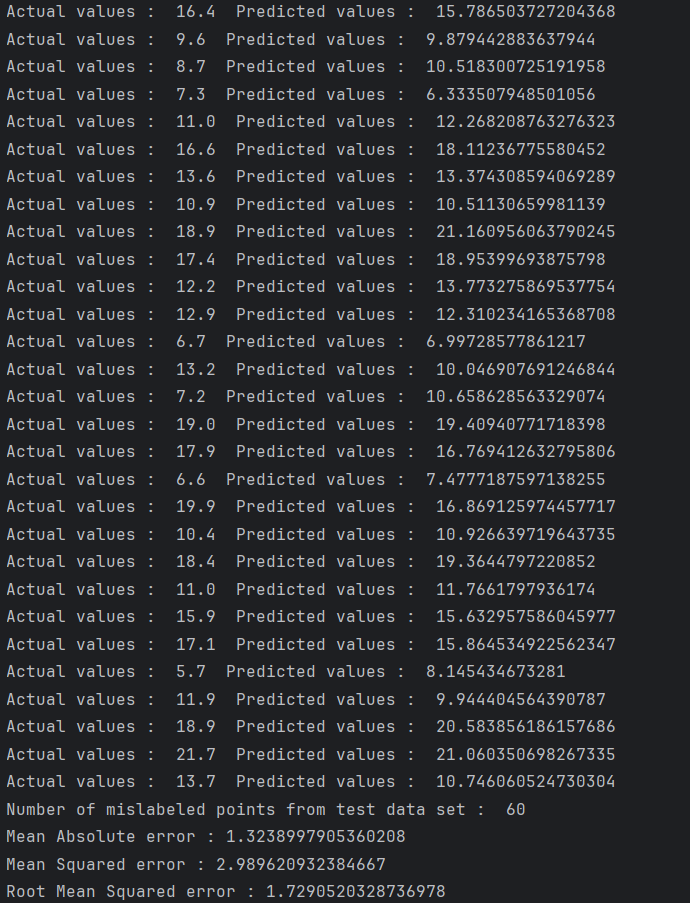 Actual values :  16.4  Predicted values :  15.786503727204368
Actual values :  9.6  Predicted values :  9.879442883637944
Actual values :  8.7  Predicted values :  10.518300725191958
Actual values :  7.3  Predicted values :  6.333507948501056
Actual values :  11.0  Predicted values :  12.268208763276323
Actual values :  16.6  Predicted values :  18.11236775580452
Actual values :  13.6  Predicted values :  13.374308594069289
Actual values :  10.9  Predicted values :  10.51130659981139
Actual values :  18.9  Predicted values :  21.160956063790245
Actual values :  17.4  Predicted values :  18.95399693875798
Actual values :  12.2  Predicted values :  13.773275869537754
Actual values :  12.9  Predicted values :  12.310234165368708
Actual values :  6.7  Predicted values :  6.99728577861217
Actual values :  13.2  Predicted values :  10.046907691246844
Actual values :  7.2  Predicted values :  10.658628563329074
Actual values :  19.0  Predicted values :  19.40940771718398
Actual values :  17.9  Predicted values :  16.769412632795806
Actual values :  6.6  Predicted values :  7.4777187597138255
Actual values :  19.9  Predicted values :  16.869125974457717
Actual values :  10.4  Predicted values :  10.926639719643735
Actual values :  18.4  Predicted values :  19.3644797220852
Actual values :  11.0  Predicted values :  11.7661797936174
Actual values :  15.9  Predicted values :  15.632957586045977
Actual values :  17.1  Predicted values :  15.864534922562347
Actual values :  5.7  Predicted values :  8.145434673281
Actual values :  11.9  Predicted values :  9.944404564390787
Actual values :  18.9  Predicted values :  20.583856186157686
Actual values :  21.7  Predicted values :  21.060350698267335
Actual values :  13.7  Predicted values :  10.746060524730304
Number of mislabeled points from test data set :  60
Mean Absolute error : 1.3238997905360208
Mean Squared error : 2.989620932384667
Root Mean Squared error : 1.7290520328736978